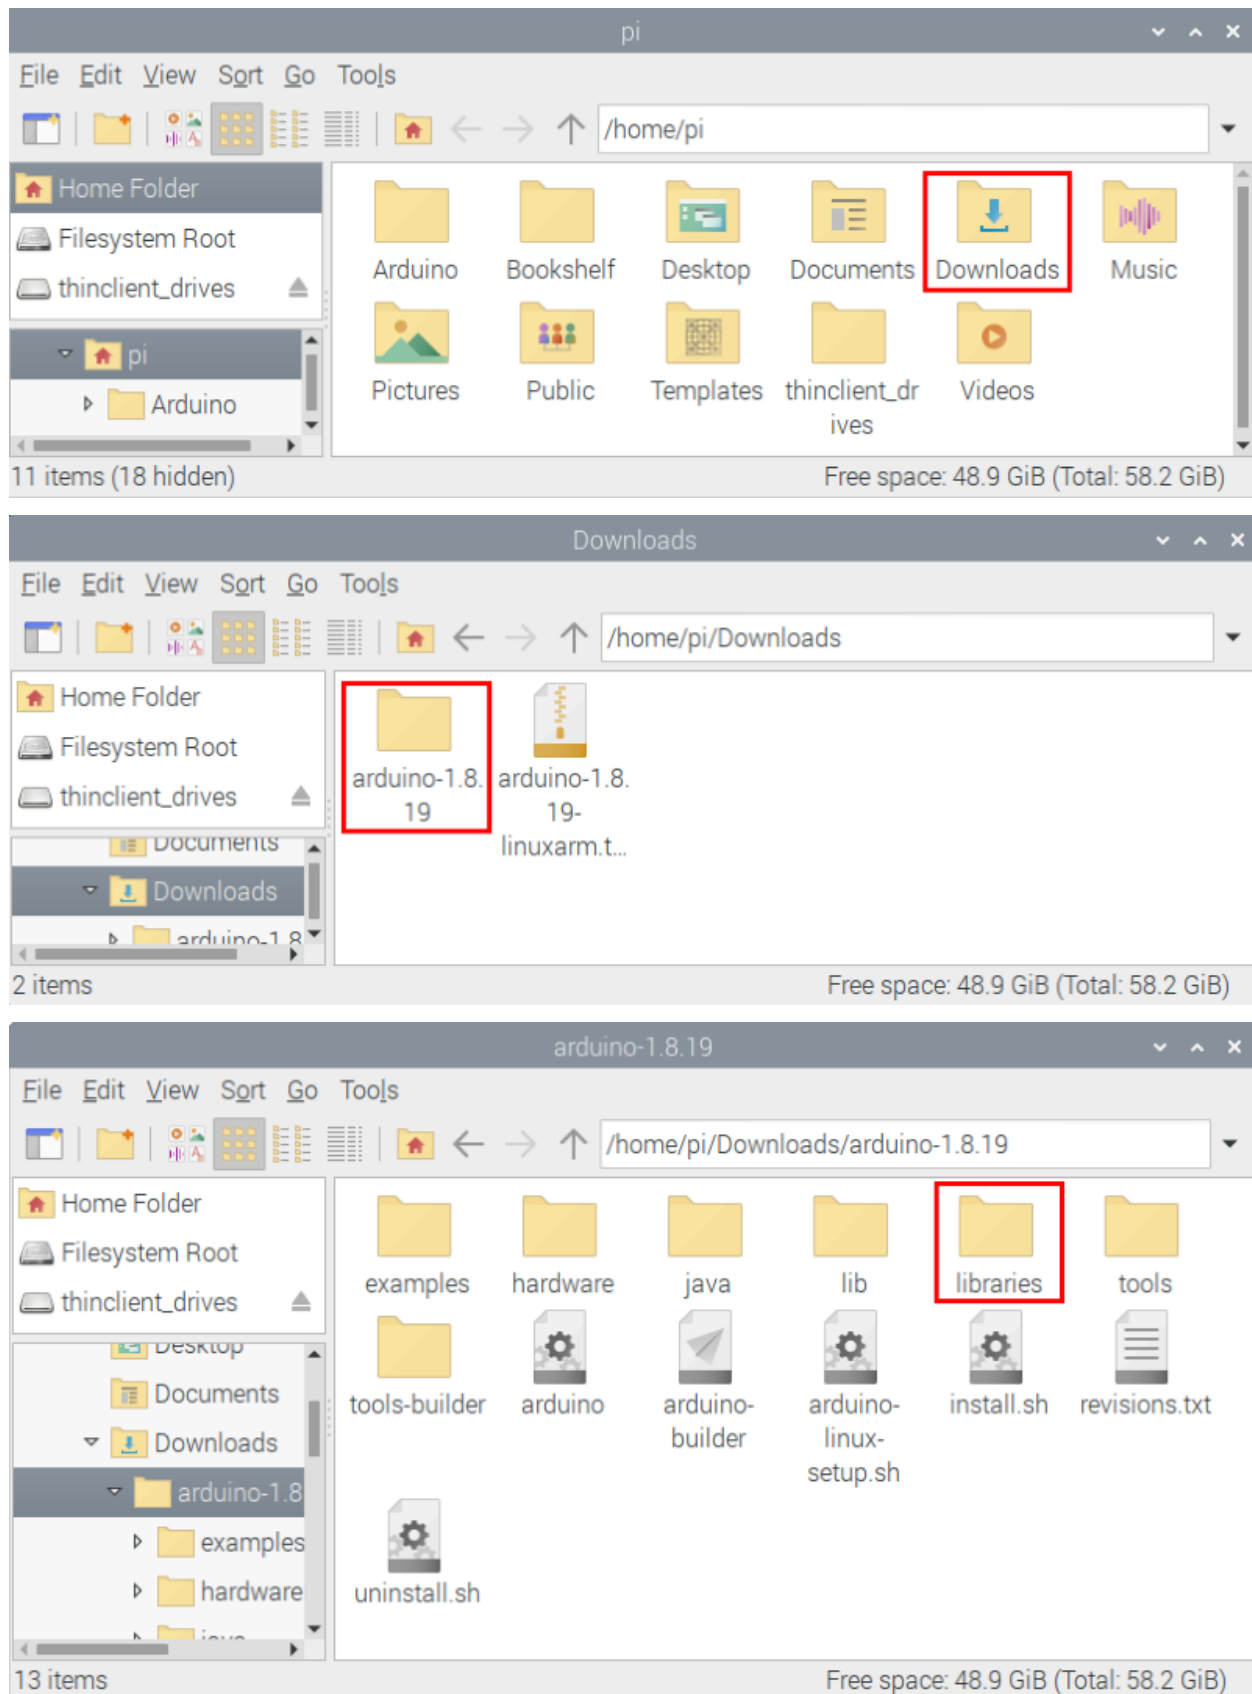 pi
File Edit View Sort Go Tools
/home/pi
Home Folder
Filesystem Root
thinclient_drives
pi
Arduino
Arduino Bookshelf Desktop Documents Downloads Music
Pictures Public Templates thinclient_dr
ives Videos
11 items (18 hidden) Free space: 48.9 GiB (Total: 58.2 GiB)
Downloads
File Edit View Sort Go Tools
/home/pi/Downloads
Home Folder
Filesystem Root
thinclient_drives
Documents
Downloads
arduino-1.8
arduino-1.8.
19
arduino-1.8.
19-
linuxarm.t...
2 items Free space: 48.9 GiB (Total: 58.2 GiB)
arduino-1.8.19
File Edit View Sort Go Tools
/home/pi/Downloads/arduino-1.8.19
Home Folder
Filesystem Root
thinclient_drives
Desktop
Documents
Downloads
arduino-1.8
examples
hardware
java
examples hardware java lib libraries tools
tools-builder arduino arduino-
builder arduino-
linux-
setup.sh install.sh revisions.txt
uninstall.sh
13 items Free space: 48.9 GiB (Total: 58.2 GiB)